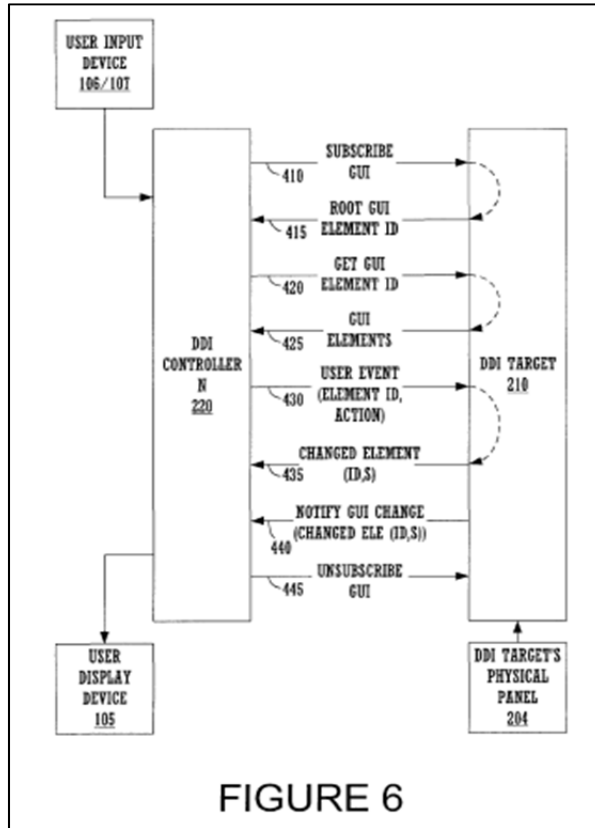 USER INPUT
DEVICE
106/107
SUBSCRIBE
GUI
410
ROOT GUI
ELEMENT ID
415
GET GUI
ELEMENT ID
420
GUI
ELEMENTS
425
USER EVENT
(ELEMENT ID,
ACTION)
430
CHANGED ELEMENT
(ID,S)
435
NOTIFY GUI CHANGE
(CHANGED ELE (ID,S))
440
UNSUBSCRIBE
GUI
445
DDI
CONTROLLER
N
220
DDI TARGET
210
USER
DISPLAY
DEVICE
105
DDI TARGET'S
PHYSICAL
PANEL
204
FIGURE 6